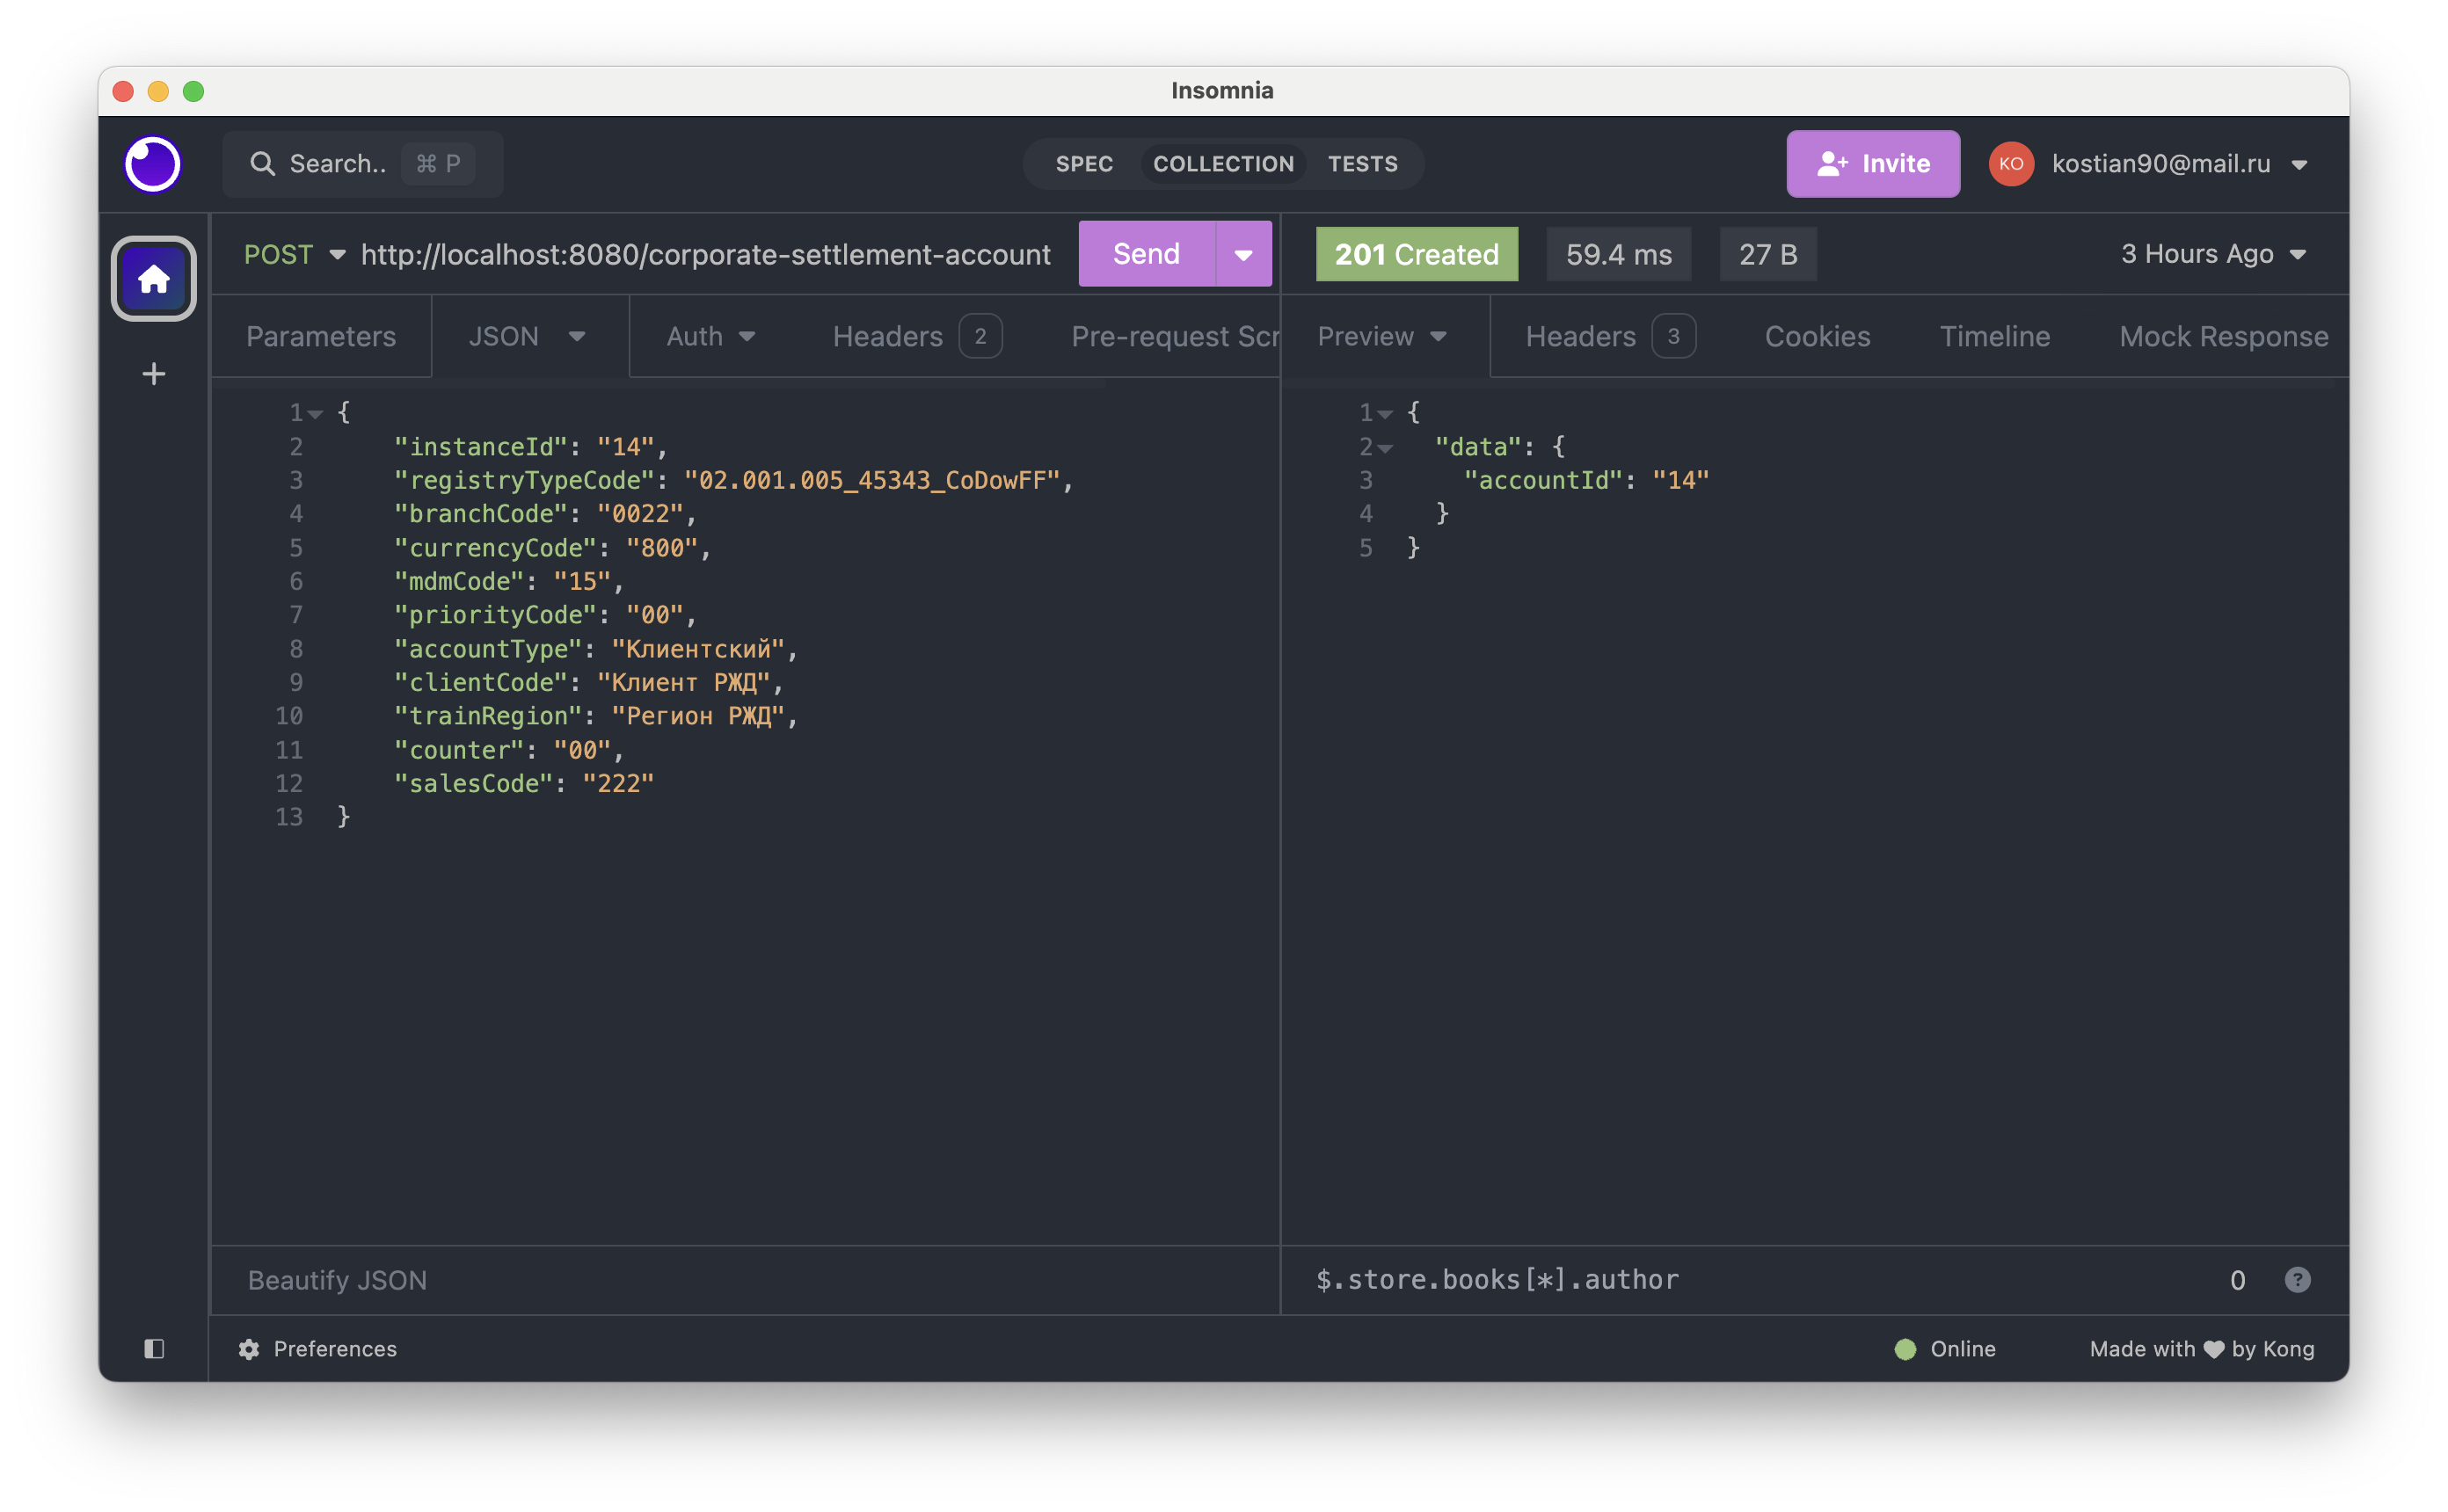 Insomnia
Search.. ⌘ P
SPEC COLLECTION TESTS
Invite
KO kostian90@mail.ru
POST http://localhost:8080/corporate-settlement-account Send
201 Created 59.4 ms 27 B 3 Hours Ago
Parameters JSON Auth Headers 2 Pre-request Scr
Preview Headers 3 Cookies Timeline Mock Response
1 {
2 "instanceId": "14",
3 "registryTypeCode": "02.001.005_45343_CoDowFF",
4 "branchCode": "0022",
5 "currencyCode": "800",
6 "mdmCode": "15",
7 "priorityCode": "00",
8 "accountType": "Клиентский",
9 "clientCode": "Клиент РЖД",
10 "trainRegion": "Регион РЖД",
11 "counter": "00",
12 "salesCode": "222"
13 }
1 {
2 "data": {
3 "accountId": "14"
4 }
5 }
Beautify JSON
$.store.books[*].author 0 ?
Preferences
Online Made with ♥ by Kong